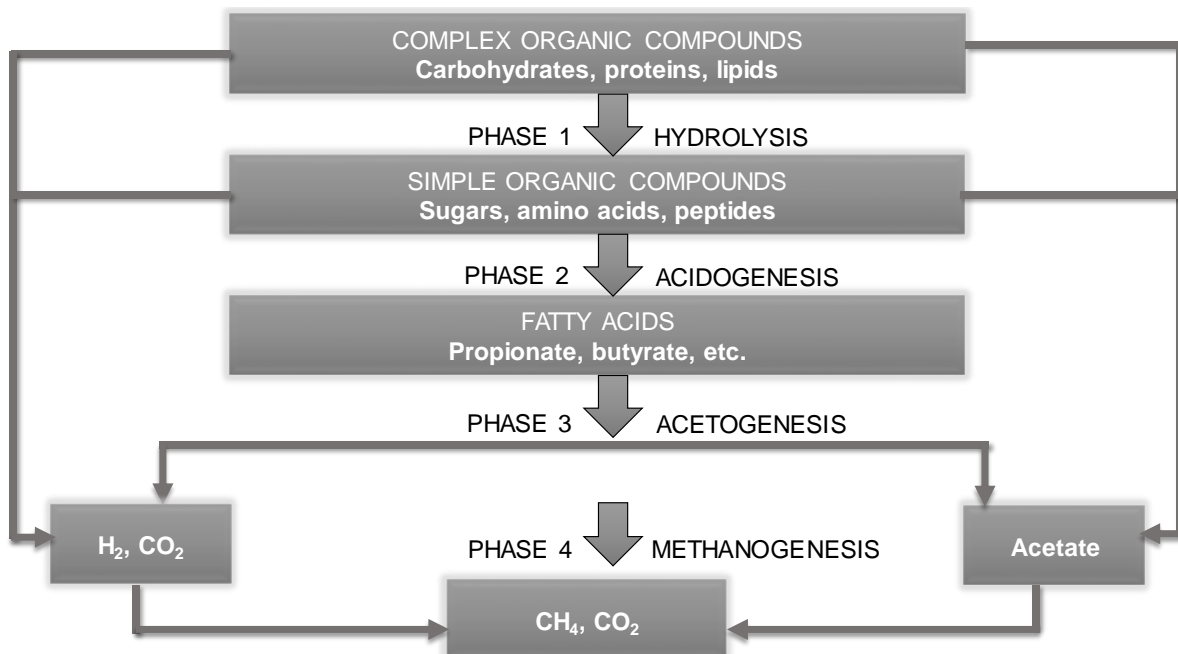 COMPLEX ORGANIC COMPOUNDS
Carbohydrates, proteins, lipids
PHASE 1 HYDROLYSIS
SIMPLE ORGANIC COMPOUNDS
Sugars, amino acids, peptides
PHASE 2 ACIDOGENESIS
FATTY ACIDS
Propionate, butyrate, etc.
PHASE 3 ACETOGENESIS
H₂, CO₂
PHASE 4 METHANOGENESIS
Acetate
CH₄, CO₂